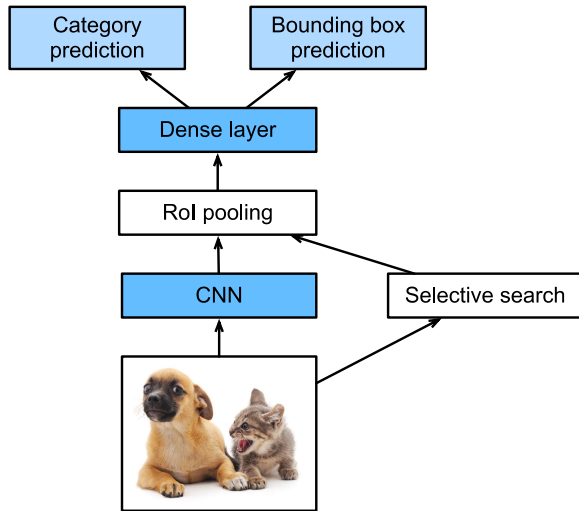 Category
prediction
Bounding box
prediction
Dense layer
RoI pooling
CNN
Selective search